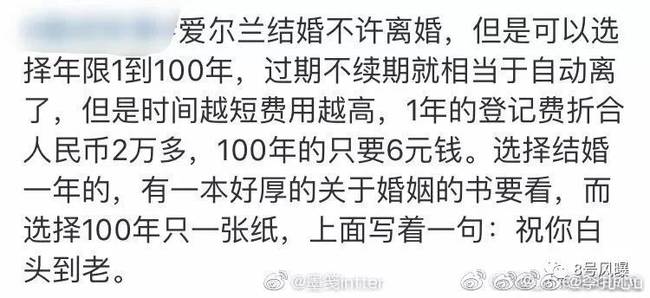 爱尔兰结婚不许离婚，但是可以选
择年限1到100年，过期不续期就相当于自动离
了，但是时间越短费用越高，1年的登记费折合
人民币2万多，100年的只要6元钱。选择结婚
一年的，有一本好厚的关于婚姻的书要看，而
选择100年只一张纸，上面写着一句：祝你白
头到老。
8号风曝